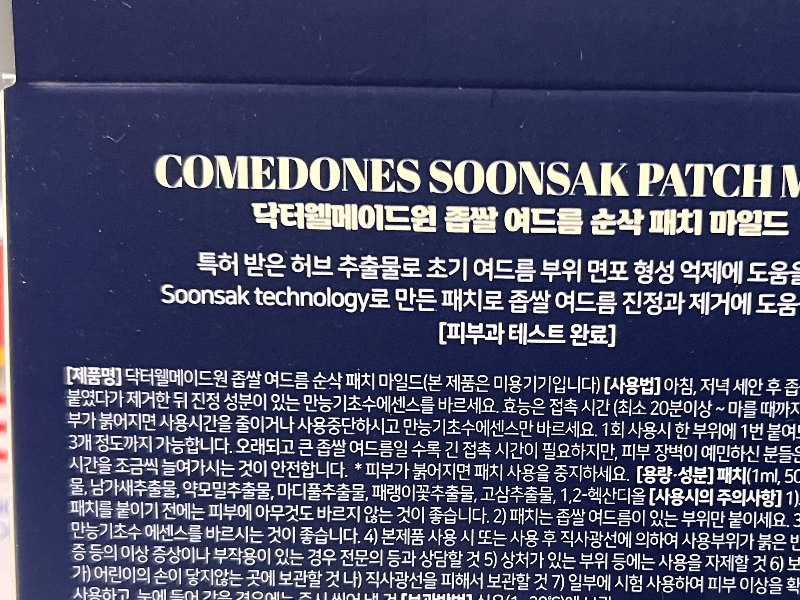 COMEDONES SOONSAK PATCH M
닥터웰메이드원 좁쌀 여드름 순삭 패치 마일드
특허 받은 허브 추출물로 초기 여드름 부위 면포 형성 억제에 도움을
Soonsak technology로 만든 패치로 좁쌀 여드름 진정과 제거에 도움
[피부과 테스트 완료]
[제품명] 닥터웰메이드원 좁쌀 여드름 순삭 패치 마일드(본 제품은 미용기기입니다) [사용법] 아침, 저녁 세안 후 좁
붙였다가 제거한 뒤 진정 성분이 있는 만능기초수에센스를 바르세요. 효능은 접촉 시간 (최소 20분이상 ~ 마를 때까지
부가 붉어지면 사용시간을 줄이거나 사용중단하시고 만능기초수에센스만 바르세요. 1회 사용시 한 부위에 1번 붙여
3개 정도까지 가능합니다. 오래되고 큰 좁쌀 여드름일 수록 긴 접촉 시간이 필요하지만, 피부 장벽이 예민하신 분들은
시간을 조금씩 늘여가시는 것이 안전합니다. * 피부가 붉어지면 패치 사용을 중지하세요. [용량·성분] 패치(1ml, 50
물, 남가새추출물, 약모밀추출물, 마디풀추출물, 패랭이꽃추출물, 고삼추출물, 1,2-헥산디올 [사용시의 주의사항] 1)
패치를 붙이기 전에는 피부에 아무것도 바르지 않는 것이 좋습니다. 2) 패치는 좁쌀 여드름이 있는 부위만 붙이세요. 3
만능기초수 에센스를 바르시는 것이 좋습니다. 4) 본제품 사용 시 또는 사용 후 직사광선에 의하여 사용부위가 붉은 반
증 등의 이상 증상이나 부작용이 있는 경우 전문의 등과 상담할 것 5) 상처가 있는 부위 등에는 사용을 자제할 것 6) 보
가) 어린이의 손이 닿지않는 곳에 보관할 것 나) 직사광선을 피해서 보관할 것 7) 일부에 시험 사용하여 피부 이상을 확